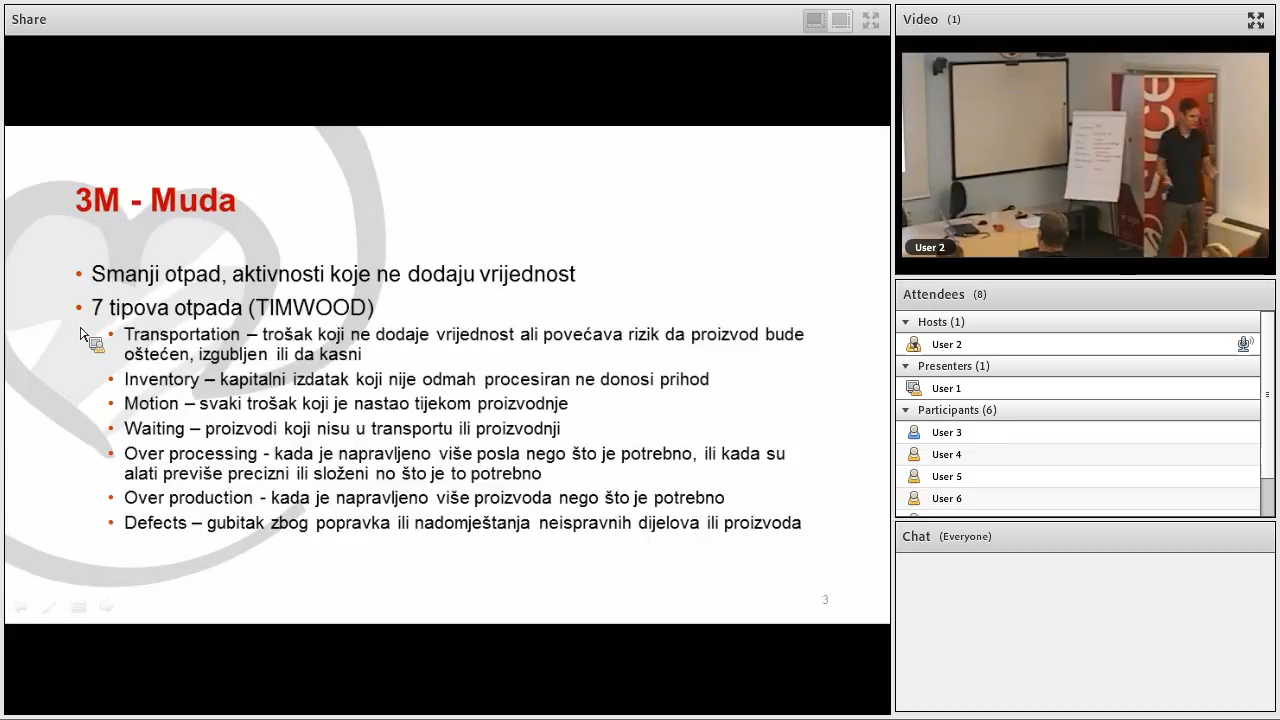 Share
3M - Muda
• Smanji otpad, aktivnosti koje ne dodaju vrijednost
• 7 tipova otpada (TIMWOOD)
• Transportation – trošak koji ne dodaje vrijednost ali povećava rizik da proizvod bude
oštećen, izgubljen ili da kasni
• Inventory – kapitalni izdatak koji nije odmah procesiran ne donosi prihod
• Motion – svaki trošak koji je nastao tijekom proizvodnje
• Waiting – proizvodi koji nisu u transportu ili proizvodnji
• Over processing - kada je napravljeno više posla nego što je potrebno, ili kada su
alati previše precizni ili složeni no što je to potrebno
• Over production - kada je napravljeno više proizvoda nego što je potrebno
• Defects – gubitak zbog popravka ili nadomještanja neispravnih dijelova ili proizvoda
3
Video (1)
User 2
Attendees (8)
Hosts (1)
User 2
Presenters (1)
User 1
Participants (6)
User 3
User 4
User 5
User 6
Chat (Everyone)